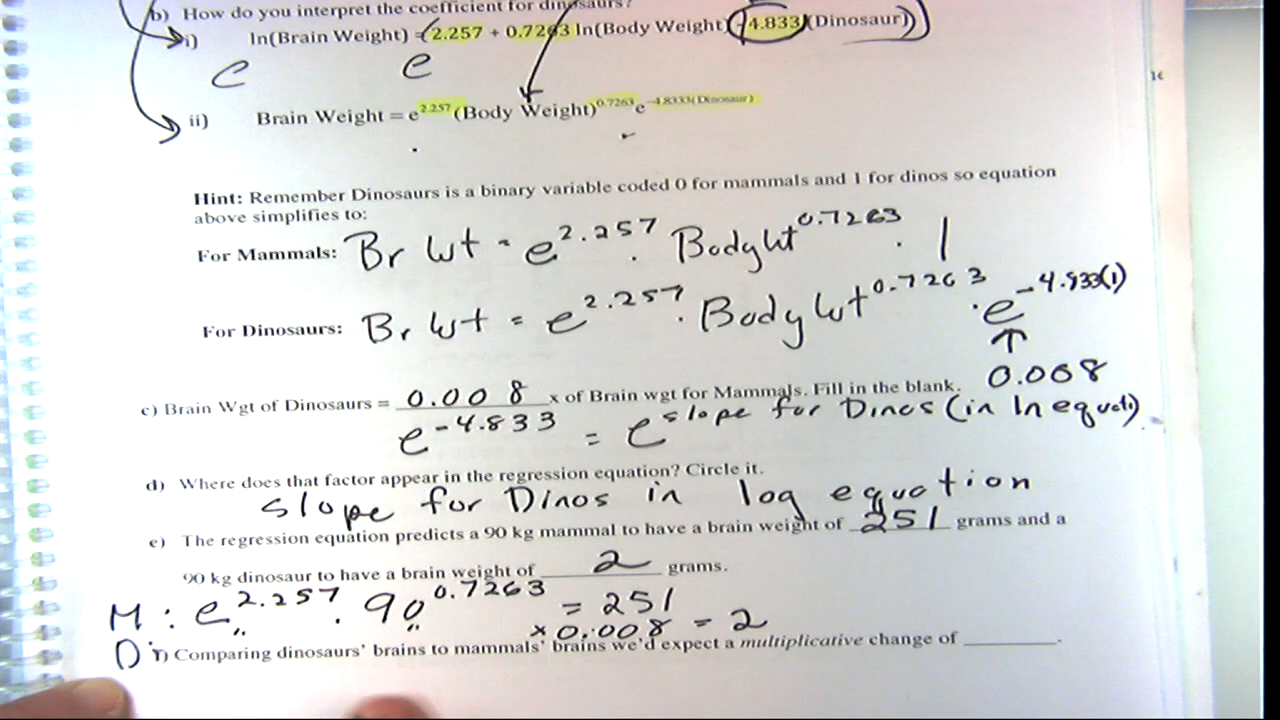 b) How do you interpret the coefficient for dinosaurs?
i) ln(Brain Weight) = 2.257 + 0.7263 ln(Body Weight) - 4.833 (Dinosaur)
e e
ii) Brain Weight = e^2.257 (Body Weight)^0.7263 e^-4.8333(Dinosaur)
Hint: Remember Dinosaurs is a binary variable coded 0 for mammals and 1 for dinos so equation
above simplifies to:
For Mammals: Br Wt = e^2.257 · BodyWt^0.7263 · 1
For Dinosaurs: Br Wt = e^2.257 · BodyWt^0.7263 · e^-4.833(1)
0.008
c) Brain Wgt of Dinosaurs = 0.008 x of Brain wgt for Mammals. Fill in the blank.
e^-4.833 = e^slope for Dinos (in ln equati)
d) Where does that factor appear in the regression equation? Circle it.
slope for Dinos in log equation
e) The regression equation predicts a 90 kg mammal to have a brain weight of 251 grams and a
90 kg dinosaur to have a brain weight of 2 grams.
M: e^2.257 · 90^0.7263 = 251
x 0.008 = 2
D: f) Comparing dinosaurs' brains to mammals' brains we'd expect a multiplicative change of ________.